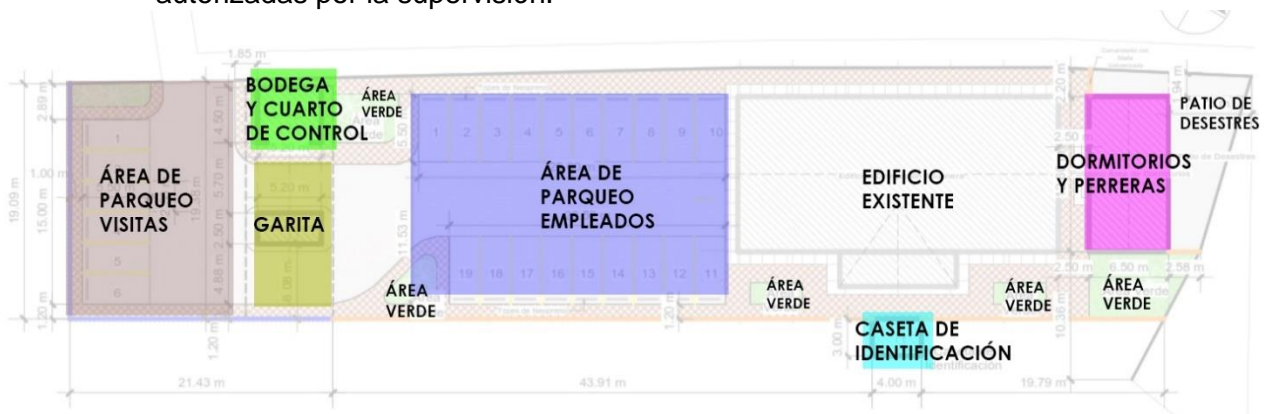 autorizadas por la supervisión.
1.85 m
2.89 m
4.50 m
BODEGA
Y CUARTO
DE CONTROL
ÁREA
VERDE
5.50 m
1 2 3 4 5 6 7 8 9 10
2.20 m
PATIO DE
DESESTRES
1.00 m
19.09 m
15.00 m
1
ÁREA DE
PARQUEO
VISITAS
5
6
5.70 m
2.50 m
4.88 m
5.20 m
GARITA
ÁREA DE
PARQUEO
EMPLEADOS
11.53 m
19 18 17 16 15 14 13 12 11
EDIFICIO
EXISTENTE
2.50 m
DORMITORIOS
Y PERRERAS
2.50 m 6.50 m 2.58 m
ÁREA
VERDE
ÁREA
VERDE
ÁREA
VERDE
ÁREA
VERDE
1.20 m
1.20 m
1.20 m
10.36 m
3.00 m
CASETA DE
IDENTIFICACIÓN
21.43 m
43.91 m
4.00 m
19.79 m